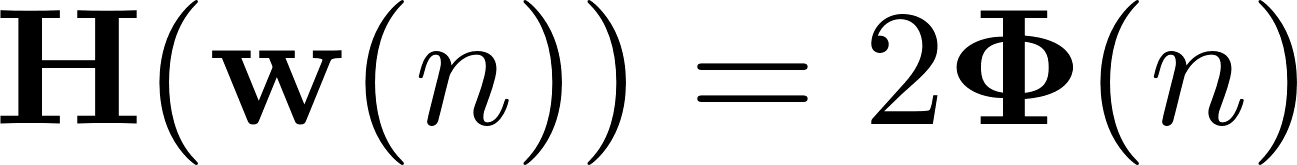 𝐇(𝐰(n)) = 2𝚽(n)